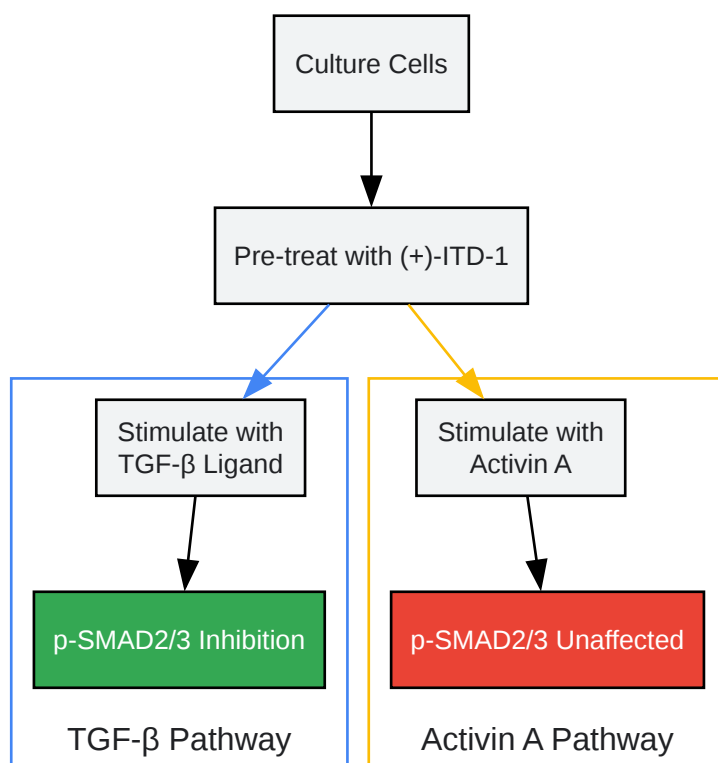 Culture Cells
Pre-treat with (+)-ITD-1
Stimulate with
TGF-β Ligand
Stimulate with
Activin A
p-SMAD2/3 Inhibition
p-SMAD2/3 Unaffected
TGF-β Pathway
Activin A Pathway